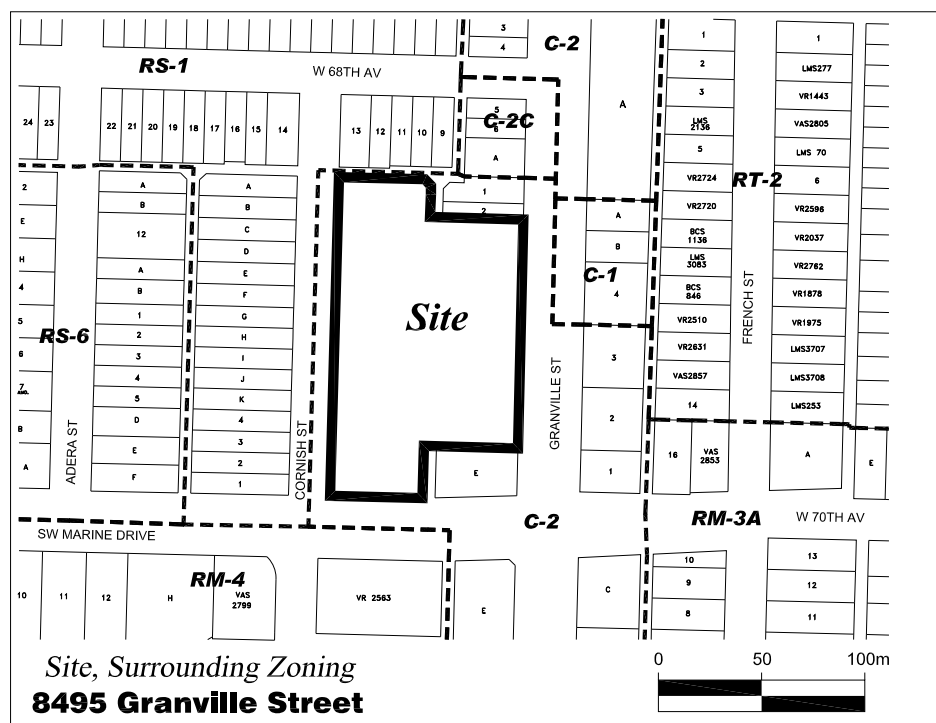 3
4
C-2
1
2
3
LMS
2136
5
VR2724
VR2720
BCS
1136
LMS
3083
BCS
846
VR2510
VR2631
VAS2857
14
1
LMS277
VR1443
VAS2805
LMS 70
6
VR2596
VR2037
VR2762
VR1878
VR1975
LMS3707
LMS3708
LMS253
RS-1
W 68TH AV
A
24 23
22 21 20 19 18 17 16 15 14
13 12 11 10 9
5
6
C-2C
A
1
2
RT-2
2
E
H
4
5
6
7
AMD.
B
A
A
B
12
A
B
1
2
3
4
5
D
E
F
A
B
C
D
E
F
G
H
I
J
K
4
3
2
1
Site
A
B
C-1
4
3
2
1
RS-6
ADERA ST
CORNISH ST
GRANVILLE ST
FRENCH ST
E
16
VAS
2853
A
E
SW MARINE DRIVE
C-2
RM-3A
W 70TH AV
RM-4
10 11 12 H
VAS
2799
VR 2563
E
C
10
9
8
13
12
11
Site, Surrounding Zoning
8495 Granville Street
0 50 100m